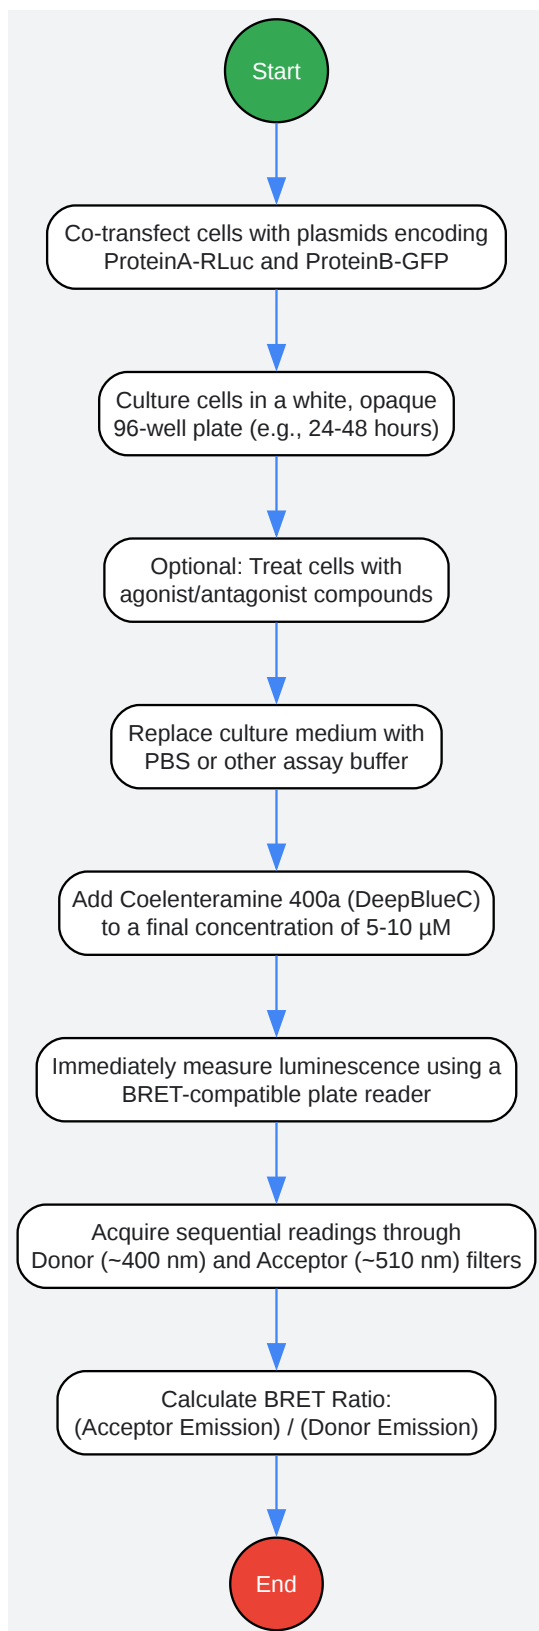 Start
Co-transfect cells with plasmids encoding
ProteinA-RLuc and ProteinB-GFP
Culture cells in a white, opaque
96-well plate (e.g., 24-48 hours)
Optional: Treat cells with
agonist/antagonist compounds
Replace culture medium with
PBS or other assay buffer
Add Coelenteramine 400a (DeepBlueC)
to a final concentration of 5-10 µM
Immediately measure luminescence using a
BRET-compatible plate reader
Acquire sequential readings through
Donor (~400 nm) and Acceptor (~510 nm) filters
Calculate BRET Ratio:
(Acceptor Emission) / (Donor Emission)
End